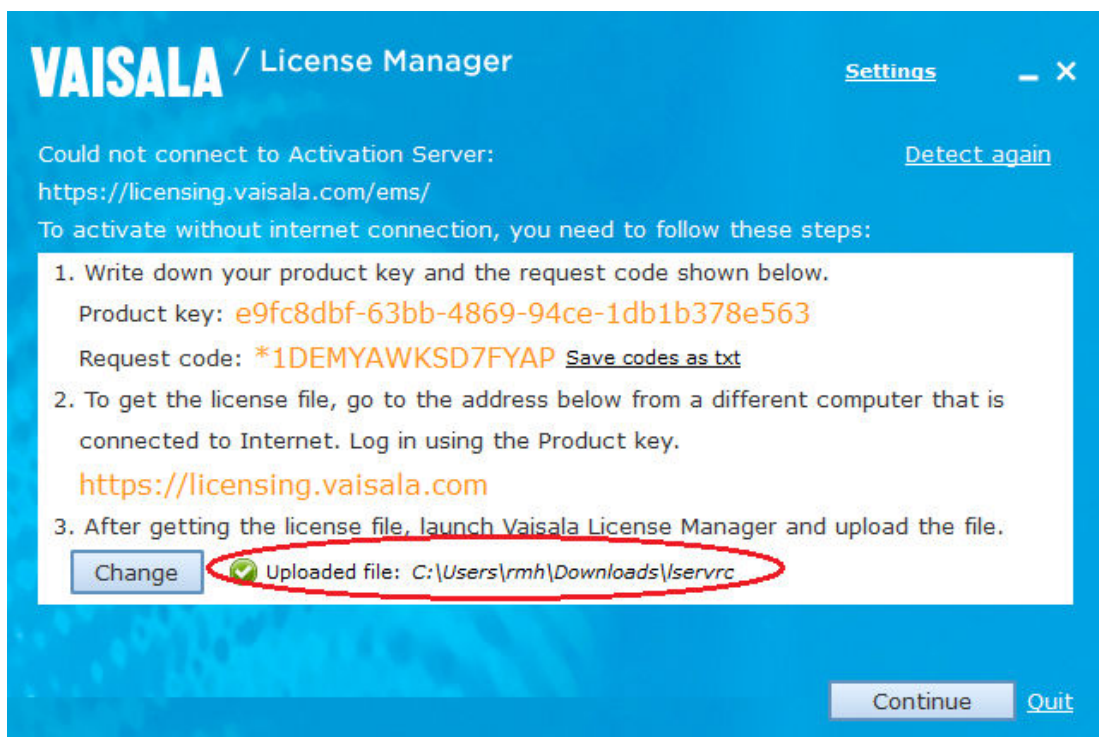 VAISALA / License Manager
Settings
Could not connect to Activation Server:
Detect again
https://licensing.vaisala.com/ems/
To activate without internet connection, you need to follow these steps:
1. Write down your product key and the request code shown below.
Product key: e9fc8dbf-63bb-4869-94ce-1db1b378e563
Request code: *1DEMYAWKSD7FYAP Save codes as txt
2. To get the license file, go to the address below from a different computer that is
connected to Internet. Log in using the Product key.
https://licensing.vaisala.com
3. After getting the license file, launch Vaisala License Manager and upload the file.
Change Uploaded file: C:\Users\rmh\Downloads\lservrc
Continue Quit